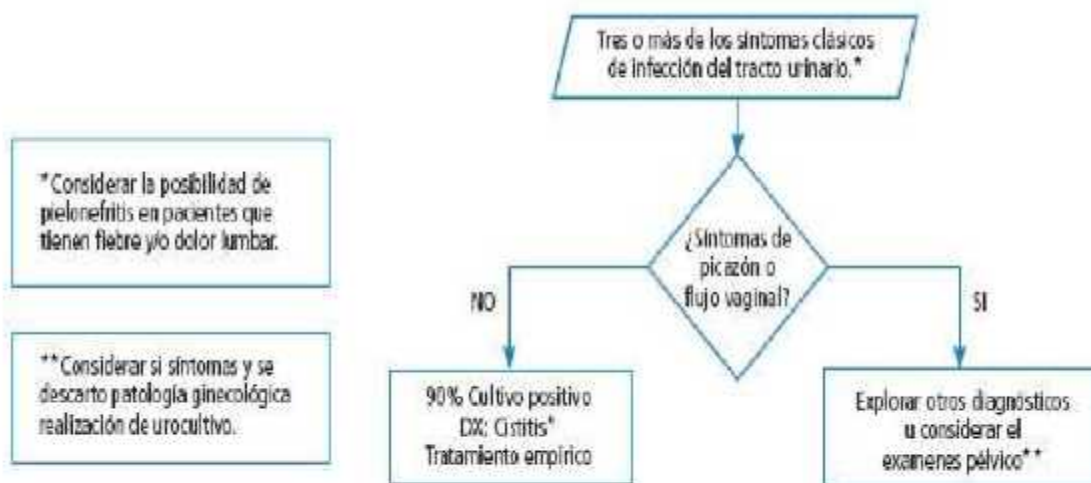 Tres o más de los síntomas clásicos
de infección del tracto urinario.*
*Considerar la posibilidad de
pielonefritis en pacientes que
tienen fiebre y/o dolor lumbar.
¿Síntomas de
picazón o
flujo vaginal?
NO
SI
**Considerar si síntomas y se
descarto patología ginecológica
realización de urocultivo.
90% Cultivo positivo
DX: Cistitis*
Tratamiento empírico
Explorar otros diagnósticos
u considerar el
examenes pélvico**